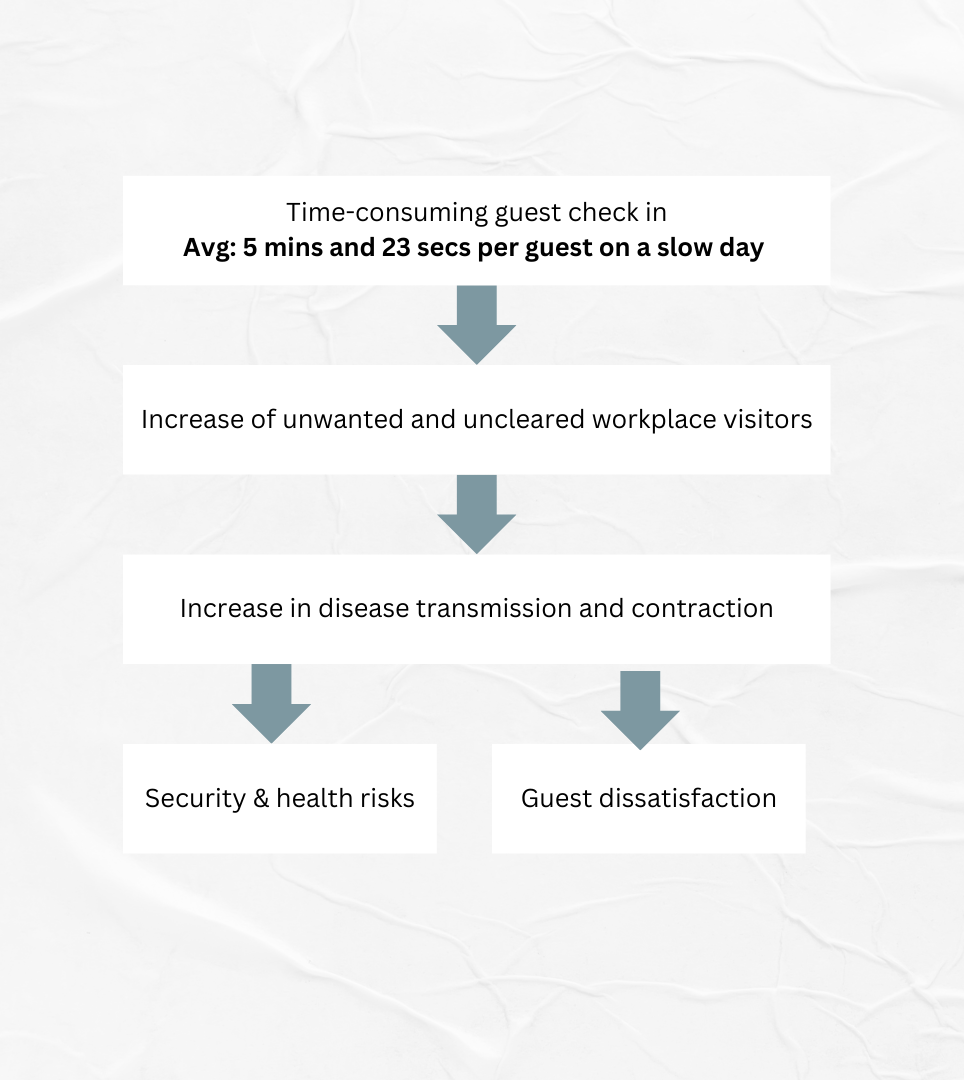 Time-consuming guest check in
Avg: 5 mins and 23 secs per guest on a slow day
Increase of unwanted and uncleared workplace visitors
Increase in disease transmission and contraction
Security & health risks
Guest dissatisfaction